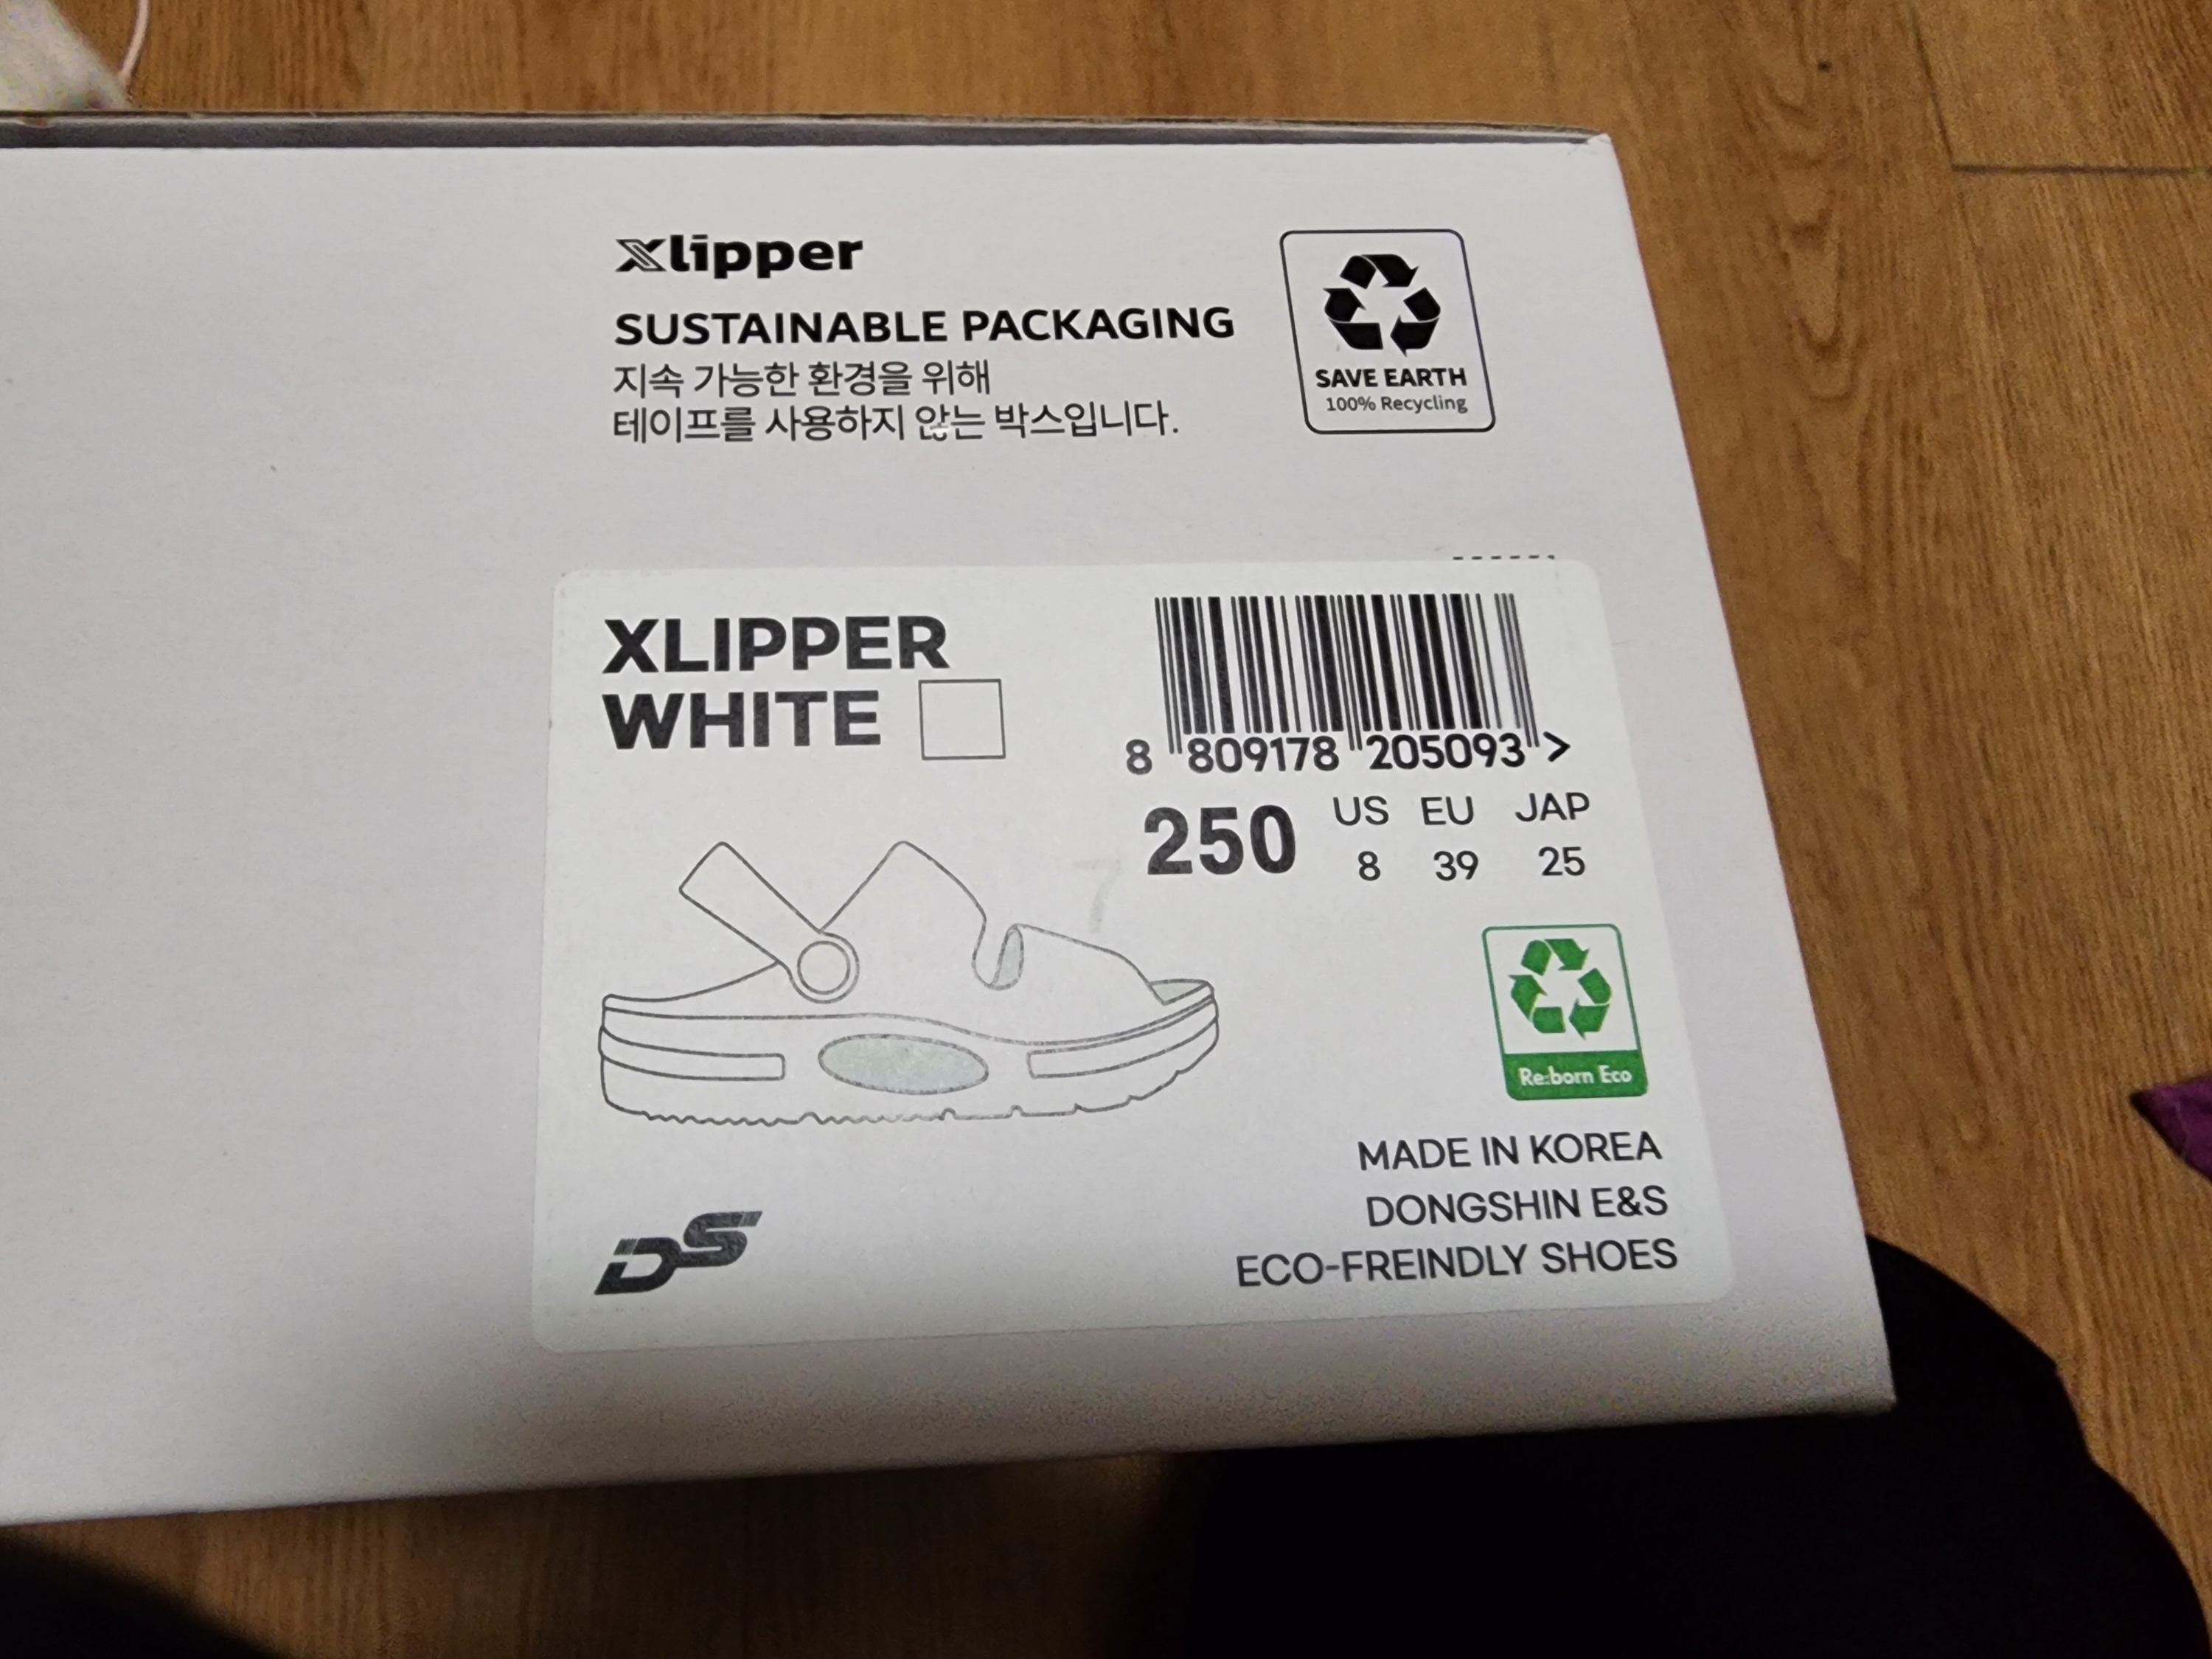 xlipper
SUSTAINABLE PACKAGING
지속 가능한 환경을 위해
테이프를 사용하지 않는 박스입니다.
SAVE EARTH
100% Recycling
XLIPPER
WHITE
8 809178 205093 >
250
US EU JAP
8 39 25
7
Re:born Eco
MADE IN KOREA
DONGSHIN E&S
ECO-FREINDLY SHOES
DS